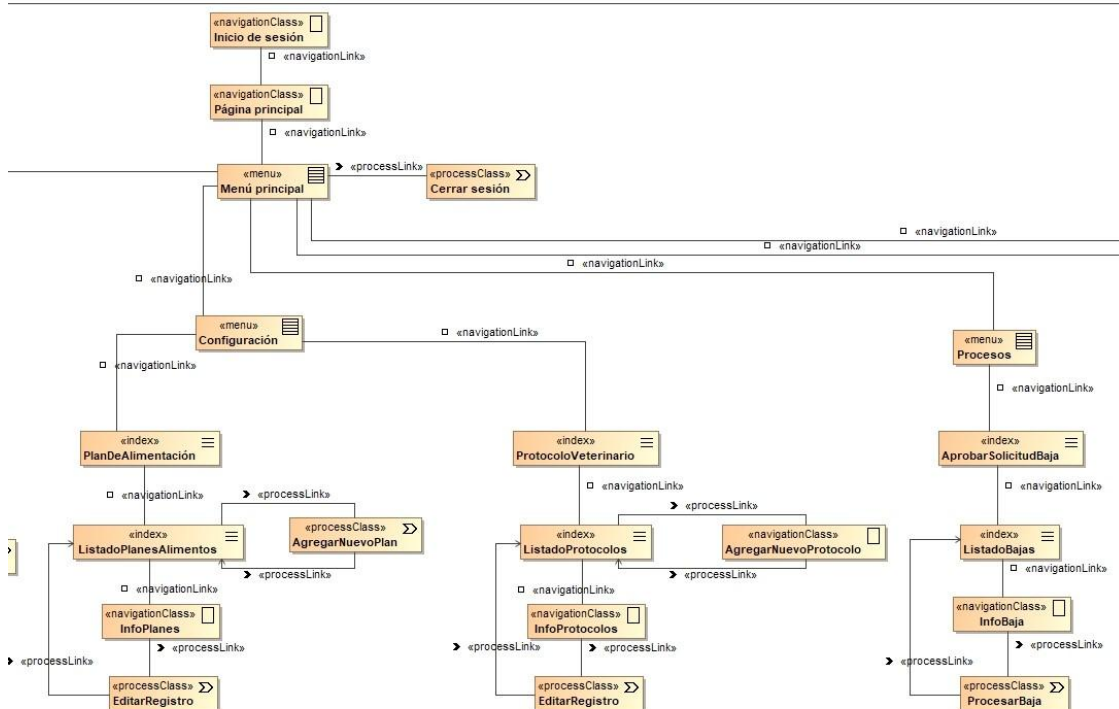 «navigationClass»
Inicio de sesión
«navigationLink»
«navigationClass»
Página principal
«navigationLink»
«menu»
Menú principal
«processLink»
«processClass»
Cerrar sesión
«navigationLink»
«navigationLink»
«navigationLink»
«navigationLink»
«menu»
Configuración
«navigationLink»
«menu»
Procesos
«navigationLink»
«navigationLink»
«index»
PlanDeAlimentación
«index»
ProtocoloVeterinario
«index»
AprobarSolicitudBaja
«navigationLink»
«processLink»
«navigationLink»
«processLink»
«navigationLink»
«index»
ListadoPlanesAlimentos
«processClass»
AgregarNuevoPlan
«index»
ListadoProtocolos
«navigationClass»
AgregarNuevoProtocolo
«index»
ListadoBajas
«processLink»
«processLink»
«navigationLink»
«navigationLink»
«navigationLink»
«navigationClass»
InfoPlanes
«navigationClass»
InfoProtocolos
«navigationClass»
InfoBaja
«processLink»
«processLink»
«processLink»
«processLink»
«processLink»
«processLink»
«processClass»
EditarRegistro
«processClass»
EditarRegistro
«processClass»
ProcesarBaja